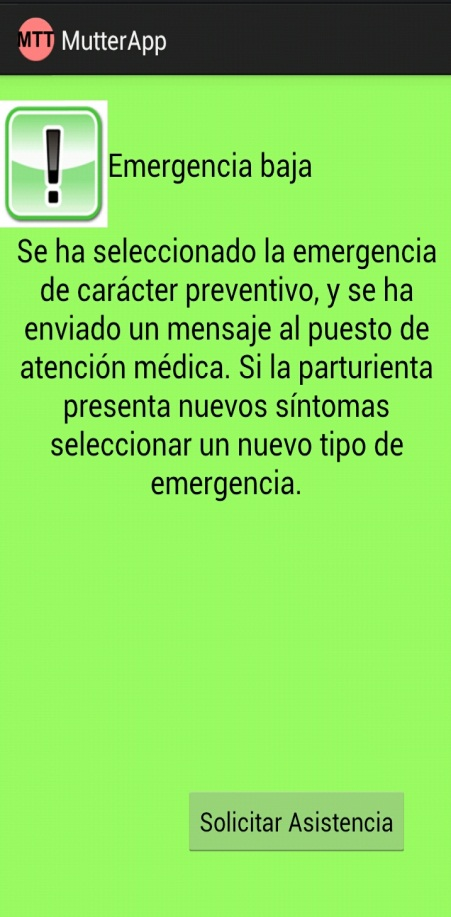 MTT MutterApp
Emergencia baja
Se ha seleccionado la emergencia
de carácter preventivo, y se ha
enviado un mensaje al puesto de
atención médica. Si la parturienta
presenta nuevos síntomas
seleccionar un nuevo tipo de
emergencia.
Solicitar Asistencia